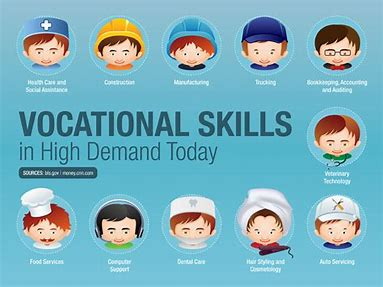 Health Care and
Social Assistance
Construction
Manufacturing
Trucking
Bookkeeping, Accounting
and Auditing
VOCATIONAL SKILLS
in High Demand Today
SOURCES: bls.gov | money.cnn.com
Veterinary
Technology
Food Services
Computer
Support
Dental Care
Hair Styling and
Cosmetology
Auto Servicing